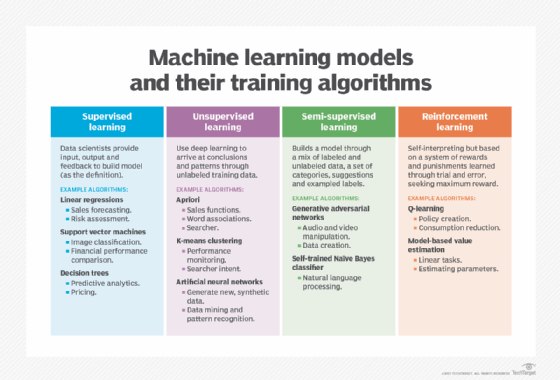 Machine learning models
and their training algorithms
Supervised
learning
Data scientists provide
input, output and
feedback to build model
(as the definition).
EXAMPLE ALGORITHMS:
Linear regressions
Sales forecasting.
Risk assessment.
Support vector machines
Image classification.
Financial performance
comparison.
Decision trees
Predictive analytics.
Pricing.
Unsupervised
learning
Use deep learning to
arrive at conclusions
and patterns through
unlabeled training data.
EXAMPLE ALGORITHMS:
Apriori
Sales functions.
Word associations.
Searcher.
K-means clustering
Performance
monitoring.
Searcher intent.
Artificial neural networks
Generate new, synthetic
data.
Data mining and
pattern recognition.
Semi-supervised
learning
Builds a model through
a mix of labeled and
unlabeled data, a set of
categories, suggestions
and exampled labels.
EXAMPLE ALGORITHMS:
Generative adversarial
networks
Audio and video
manipulation.
Data creation.
Self-trained Naïve Bayes
classifier
Natural language
processing.
Reinforcement
learning
Self-interpreting but based
on a system of rewards
and punishments learned
through trial and error,
seeking maximum reward.
EXAMPLE ALGORITHMS:
Q-learning
Policy creation.
Consumption reduction.
Model-based value
estimation
Linear tasks.
Estimating parameters.
TechTarget